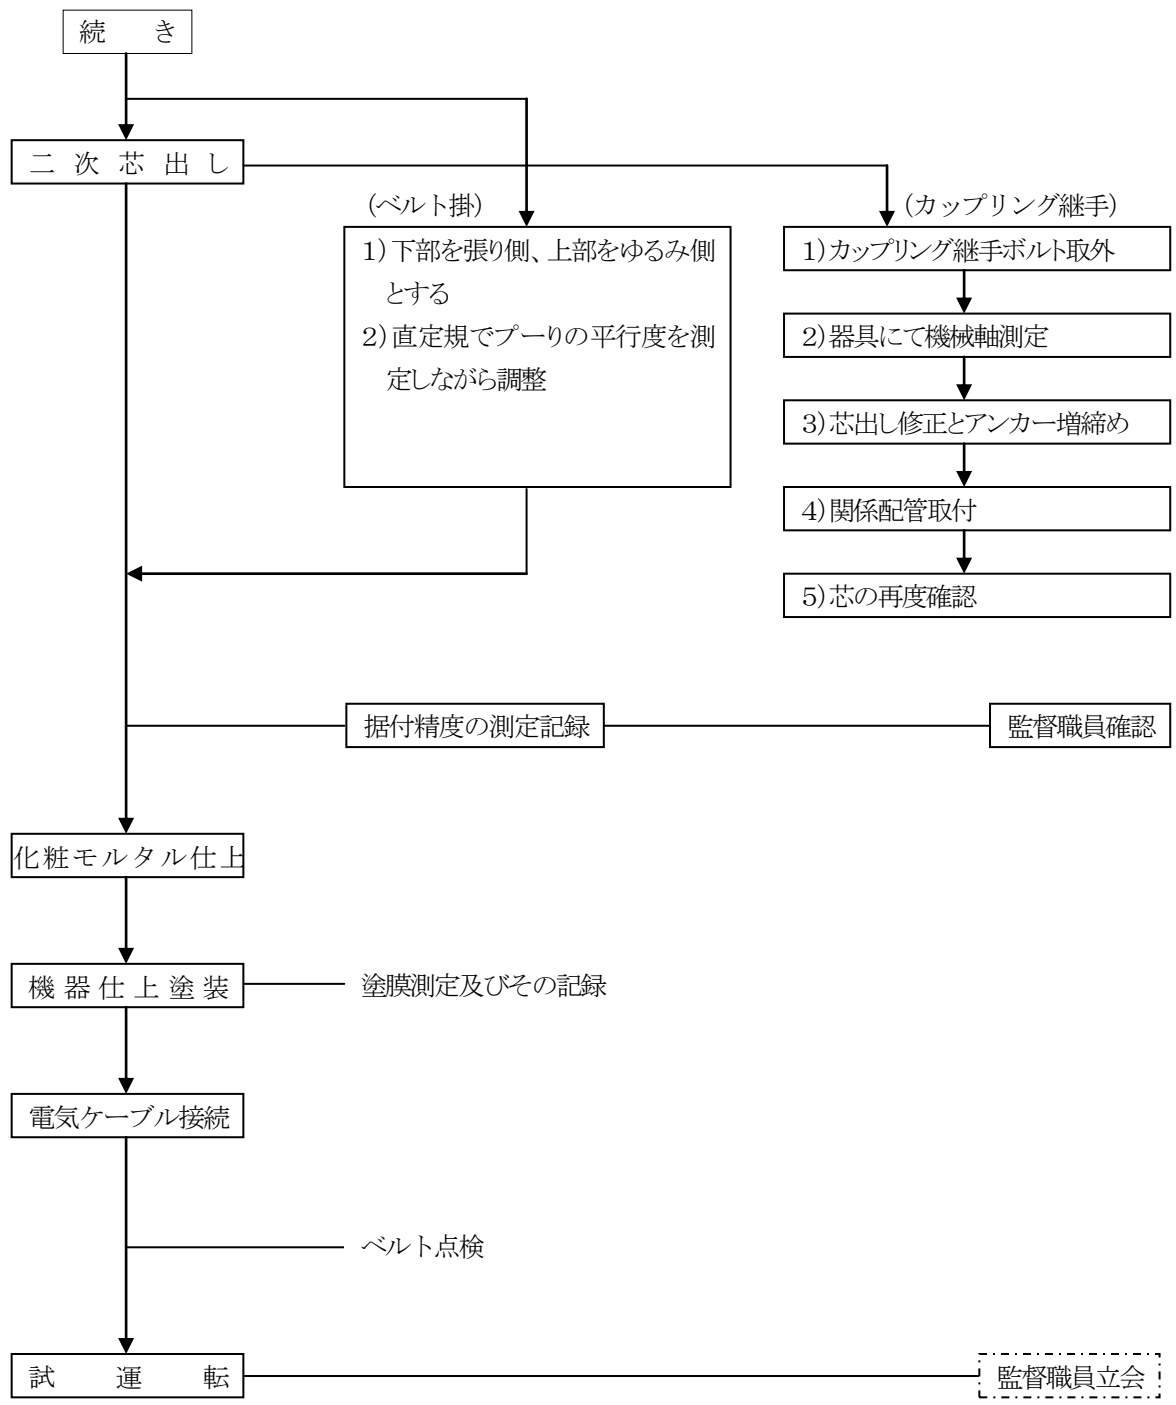 続　き
二次芯出し
(ベルト掛)
(カップリング継手)
1)下部を張り側、上部をゆるみ側
とする
2)直定規でプーりの平行度を測
定しながら調整
1)カップリング継手ボルト取外
2)器具にて機械軸測定
3)芯出し修正とアンカー増締め
4)関係配管取付
5)芯の再度確認
据付精度の測定記録
監督職員確認
化粧モルタル仕上
機器仕上塗装
塗膜測定及びその記録
電気ケーブル接続
ベルト点検
試運転
監督職員立会